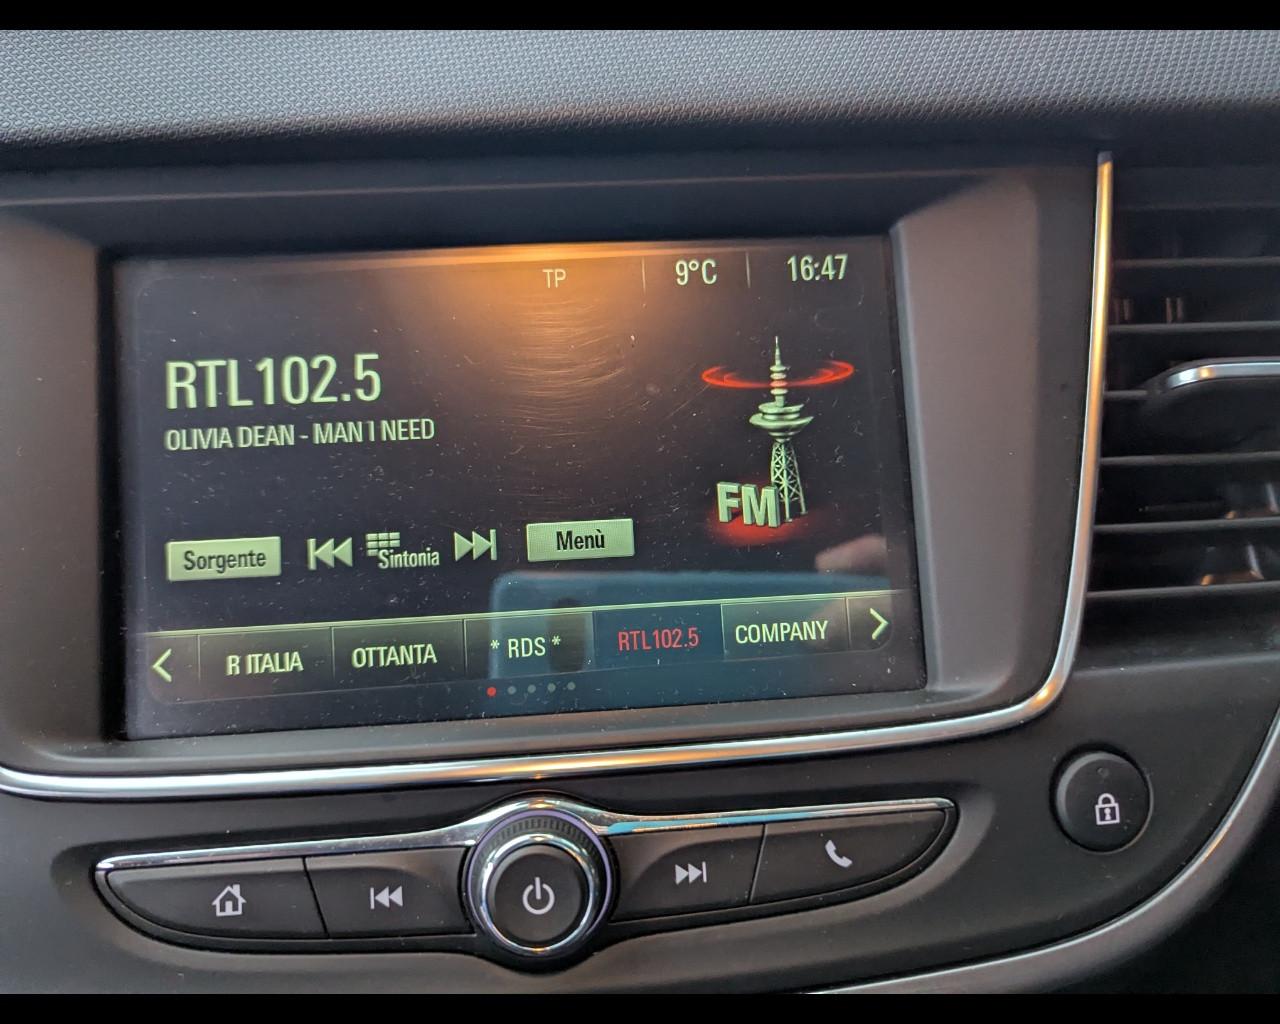 TP 9°C 16:47
RTL102.5
OLIVIA DEAN - MAN I NEED
FM
Sorgente Sintonia Menù
R ITALIA OTTANTA * RDS * RTL102.5 COMPANY